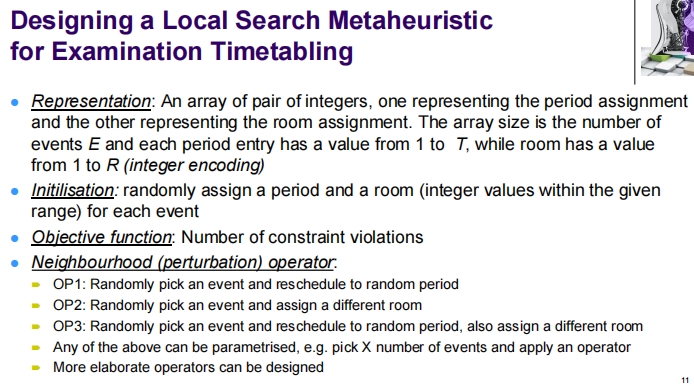 Designing a Local Search Metaheuristic
for Examination Timetabling
Representation: An array of pair of integers, one representing the period assignment
and the other representing the room assignment. The array size is the number of
events E and each period entry has a value from 1 to T, while room has a value
from 1 to R (integer encoding)
Initilisation: randomly assign a period and a room (integer values within the given
range) for each event
Objective function: Number of constraint violations
Neighbourhood (perturbation) operator:
OP1: Randomly pick an event and reschedule to random period
OP2: Randomly pick an event and assign a different room
OP3: Randomly pick an event and reschedule to random period, also assign a different room
Any of the above can be parametrised, e.g. pick X number of events and apply an operator
More elaborate operators can be designed
11